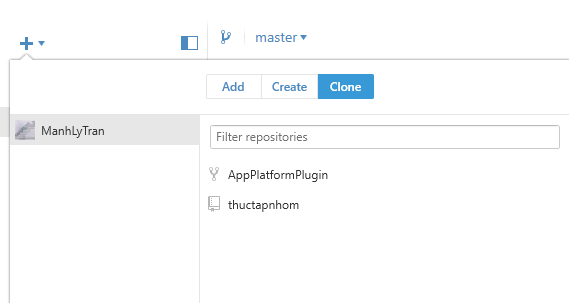 master
Add Create Clone
ManhLyTran
Filter repositories
AppPlatformPlugin
thuctapnhom